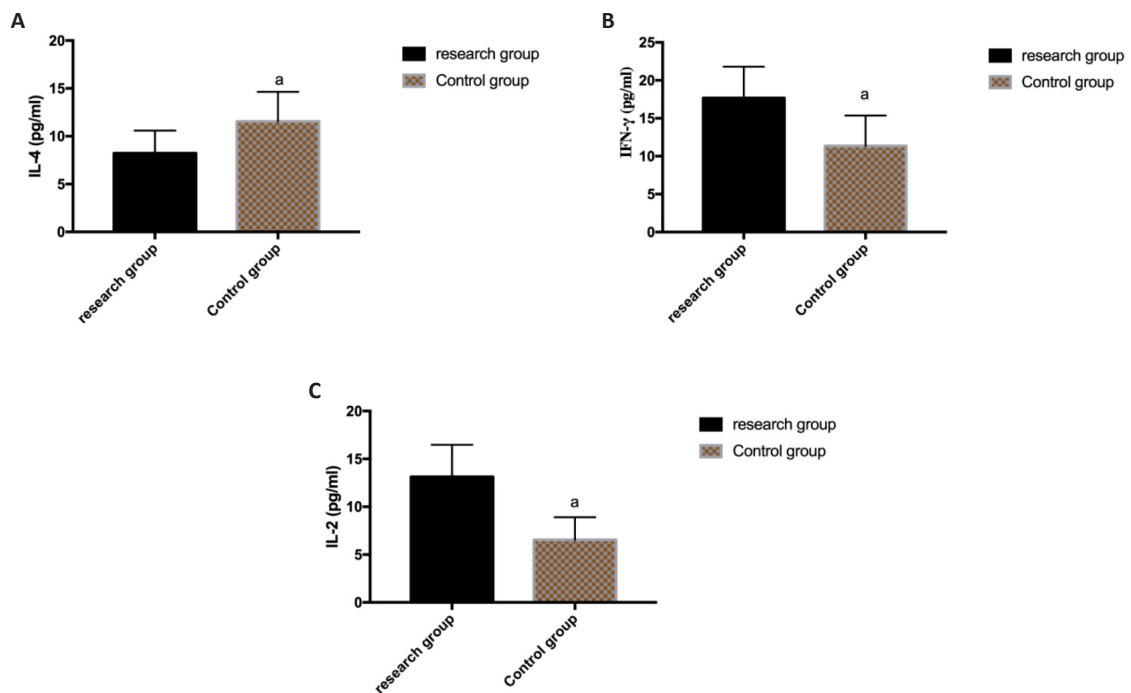 A
20
15
10
5
0
IL-4 (pg/ml)
a
research group
Control group
research group
Control group
B
25
20
15
10
5
0
IFN-γ (pg/ml)
a
research group
Control group
research group
Control group
C
20
15
10
5
0
IL-2 (pg/ml)
a
research group
Control group
research group
Control group